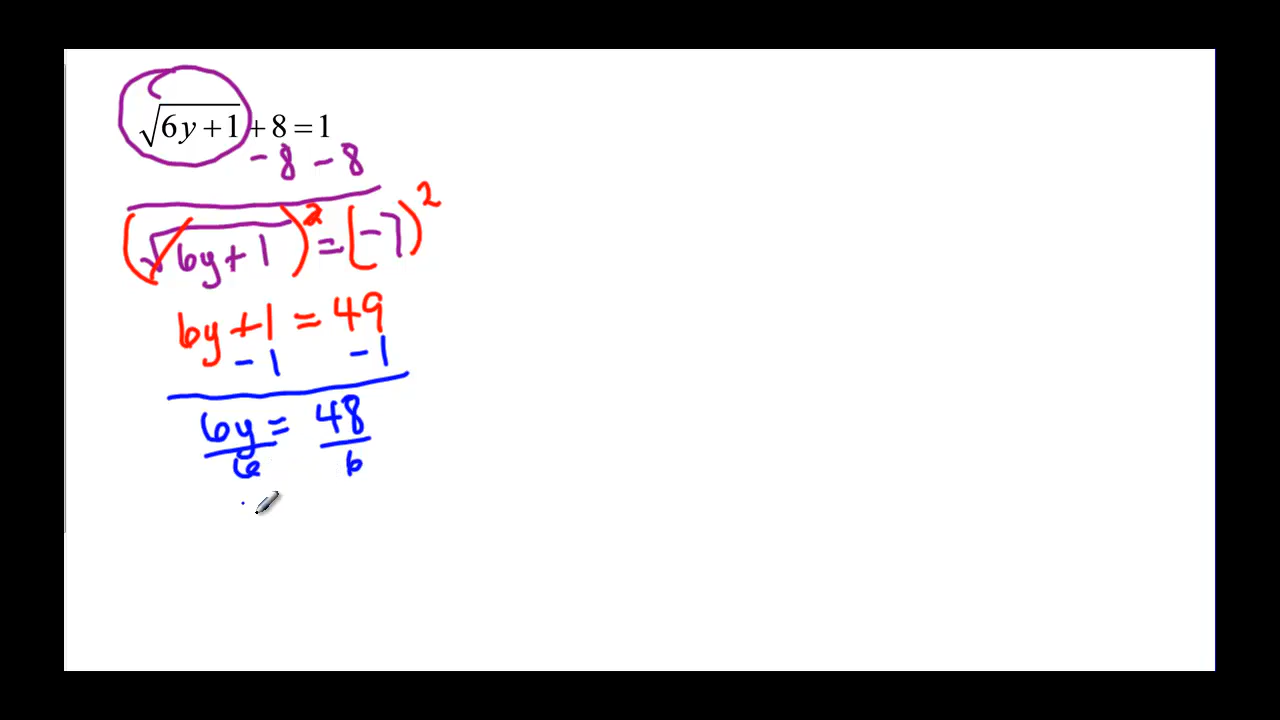 √6y+1 + 8 = 1
- 8 - 8
(√6y+1)² = (-7)²
6y+1 = 49
- 1 - 1
6y = 48
6 6